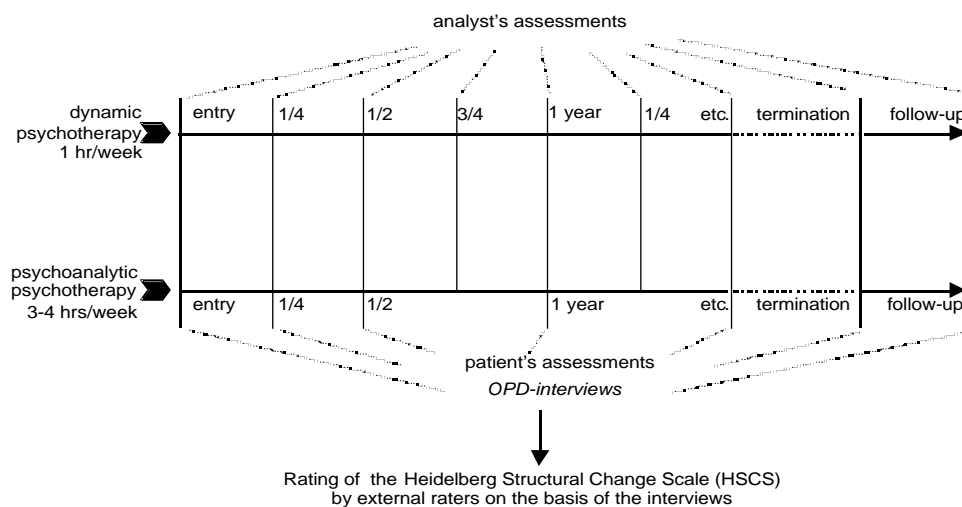 analyst's assessments
dynamic
psychotherapy
1 hr/week
entry 1/4 1/2 3/4 1 year 1/4 etc. termination follow-up
psychoanalytic
psychotherapy
3-4 hrs/week
entry 1/4 1/2 1 year etc. termination follow-up
patient's assessments
OPD-interviews
Rating of the Heidelberg Structural Change Scale (HSCS)
by external raters on the basis of the interviews